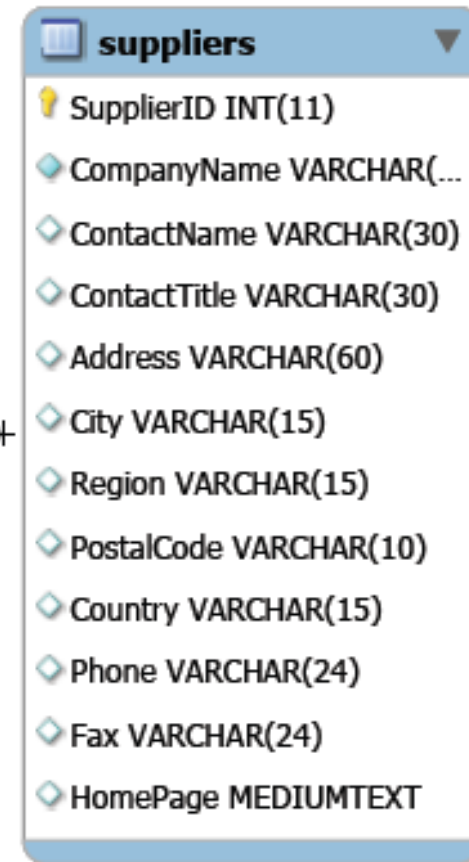 suppliers
SupplierID INT(11)
CompanyName VARCHAR(...
ContactName VARCHAR(30)
ContactTitle VARCHAR(30)
Address VARCHAR(60)
City VARCHAR(15)
Region VARCHAR(15)
PostalCode VARCHAR(10)
Country VARCHAR(15)
Phone VARCHAR(24)
Fax VARCHAR(24)
HomePage MEDIUMTEXT